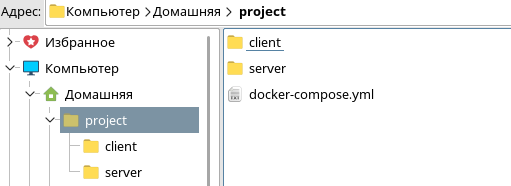 Адрес: Компьютер > Домашняя > project
Избранное
Компьютер
Домашняя
project
client
server
client
server
docker-compose.yml